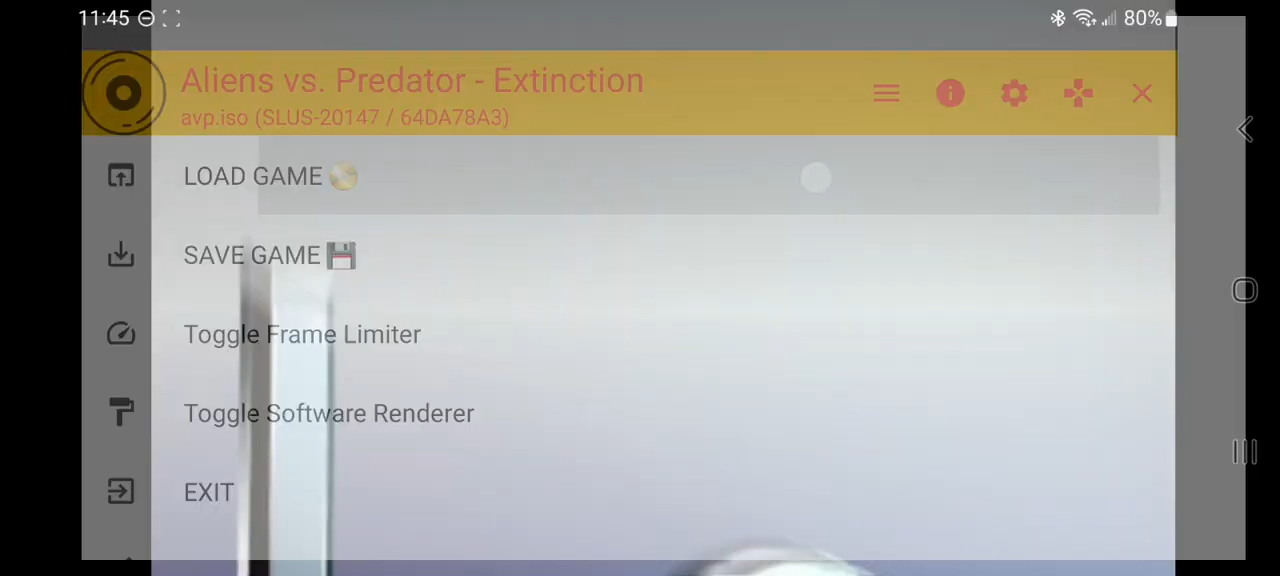 11:45
80%
Aliens vs. Predator - Extinction
avp.iso (SLUS-20147 / 64DA78A3)
LOAD GAME
SAVE GAME
Toggle Frame Limiter
Toggle Software Renderer
EXIT